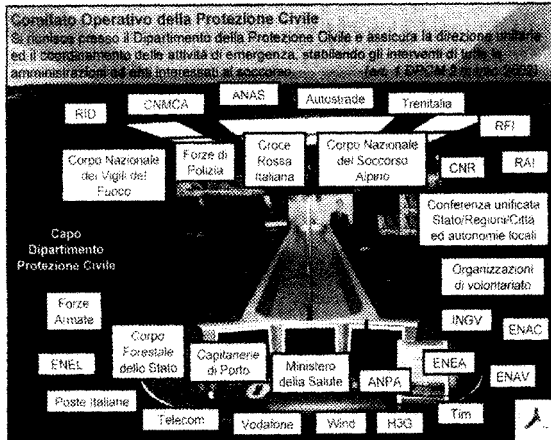 Comitato Operativo della Protezione Civile
Si riunisce presso il Dipartimento della Protezione Civile e assicura la direzione unitaria
ed il coordinamento delle attività di emergenza, stabilendo gli interventi di tutte le
amministrazioni ed enti interessati al soccorso.
ANAS
CNMCA
Autostrade
Trenitalia
RID
RFI
Corpo Nazionale
dei Vigili del
Fuoco
Forze di
Polizia
Croce
Rossa
Italiana
Corpo Nazionale
del Soccorso
Alpino
CNR
RAI
Conferenza unificata
Stato/Regioni/Città
ed autonomie locali
Capo
Dipartimento
Protezione Civile
Organizzazioni
di volontariato
Forze
Armate
INGV
ENAC
Corpo
Forestale
dello Stato
Capitanerie
di Porto
Ministero
della Salute
ENEL
ENEA
ANPA
ENAV
Poste Italiane
Telecom
Vodafone
Wind
H3G
Tim